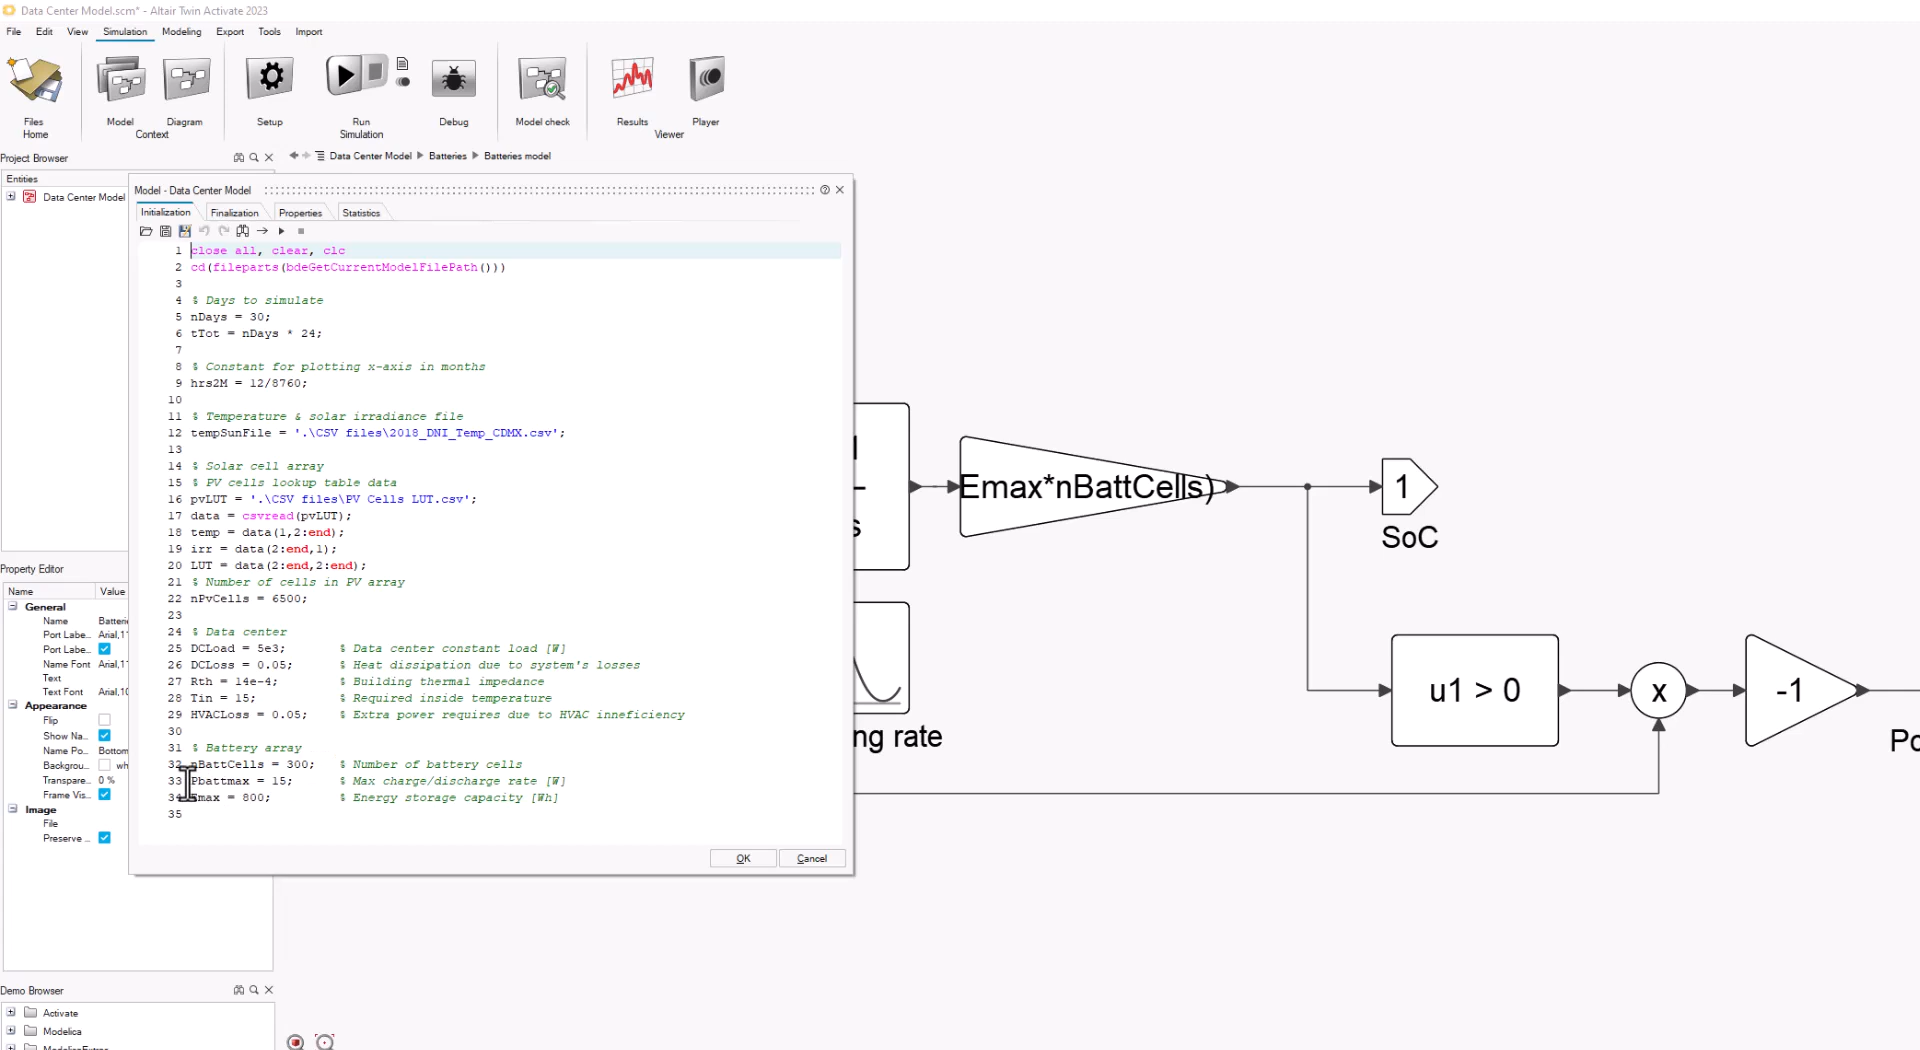 Data Center Model.scm* - Altair Twin Activate 2023
File Edit View Simulation Modeling Export Tools Import
Files Model Diagram Setup Run Debug Model check Results Player
Home Context Simulation Viewer
Project Browser
Data Center Model Batteries Batteries model
Entities
Data Center Model
Model - Data Center Model
Initialization Finalization Properties Statistics
1 close all, clear, clc
2 cd(fileparts(bdeGetCurrentModelFilePath()))
3
4 % Days to simulate
5 nDays = 30;
6 tTot = nDays * 24;
7
8 % Constant for plotting x-axis in months
9 hrs2M = 12/8760;
10
11 % Temperature & solar irradiance file
12 tempSunFile = '.\CSV files\2018_DNI_Temp_CDMX.csv';
13
14 % Solar cell array
15 % PV cells lookup table data
16 pvLUT = '.\CSV files\PV Cells LUT.csv';
17 data = csvread(pvLUT);
18 temp = data(1,2:end);
19 irr = data(2:end,1);
20 LUT = data(2:end,2:end);
21 % Number of cells in PV array
22 nPvCells = 6500;
23
24 % Data center
25 DCLoad = 5e3; % Data center constant load [W]
26 DCLoss = 0.05; % Heat dissipation due to system's losses
27 Rth = 14e-4; % Building thermal impedance
28 Tin = 15; % Required inside temperature
29 HVACLoss = 0.05; % Extra power requires due to HVAC inneficiency
30
31 % Battery array
32 nBattCells = 300; % Number of battery cells
33 Pbattmax = 15; % Max charge/discharge rate [W]
34 Emax = 800; % Energy storage capacity [Wh]
35
OK Cancel
Property Editor
Name Value
General
Name Batteri
Port Labe... Arial,1
Port Labe...
Name Font Arial,1
Text
Text Font Arial,10
Appearance
Flip
Show Na...
Name Po... Bottom
Backgrou... wh
Transpare... 0 %
Frame Vis...
Image
File
Preserve ...
Demo Browser
Activate
Modelica
s
Emax*nBattCells)
1
SoC
ng rate
u1 > 0
x
-1
Po